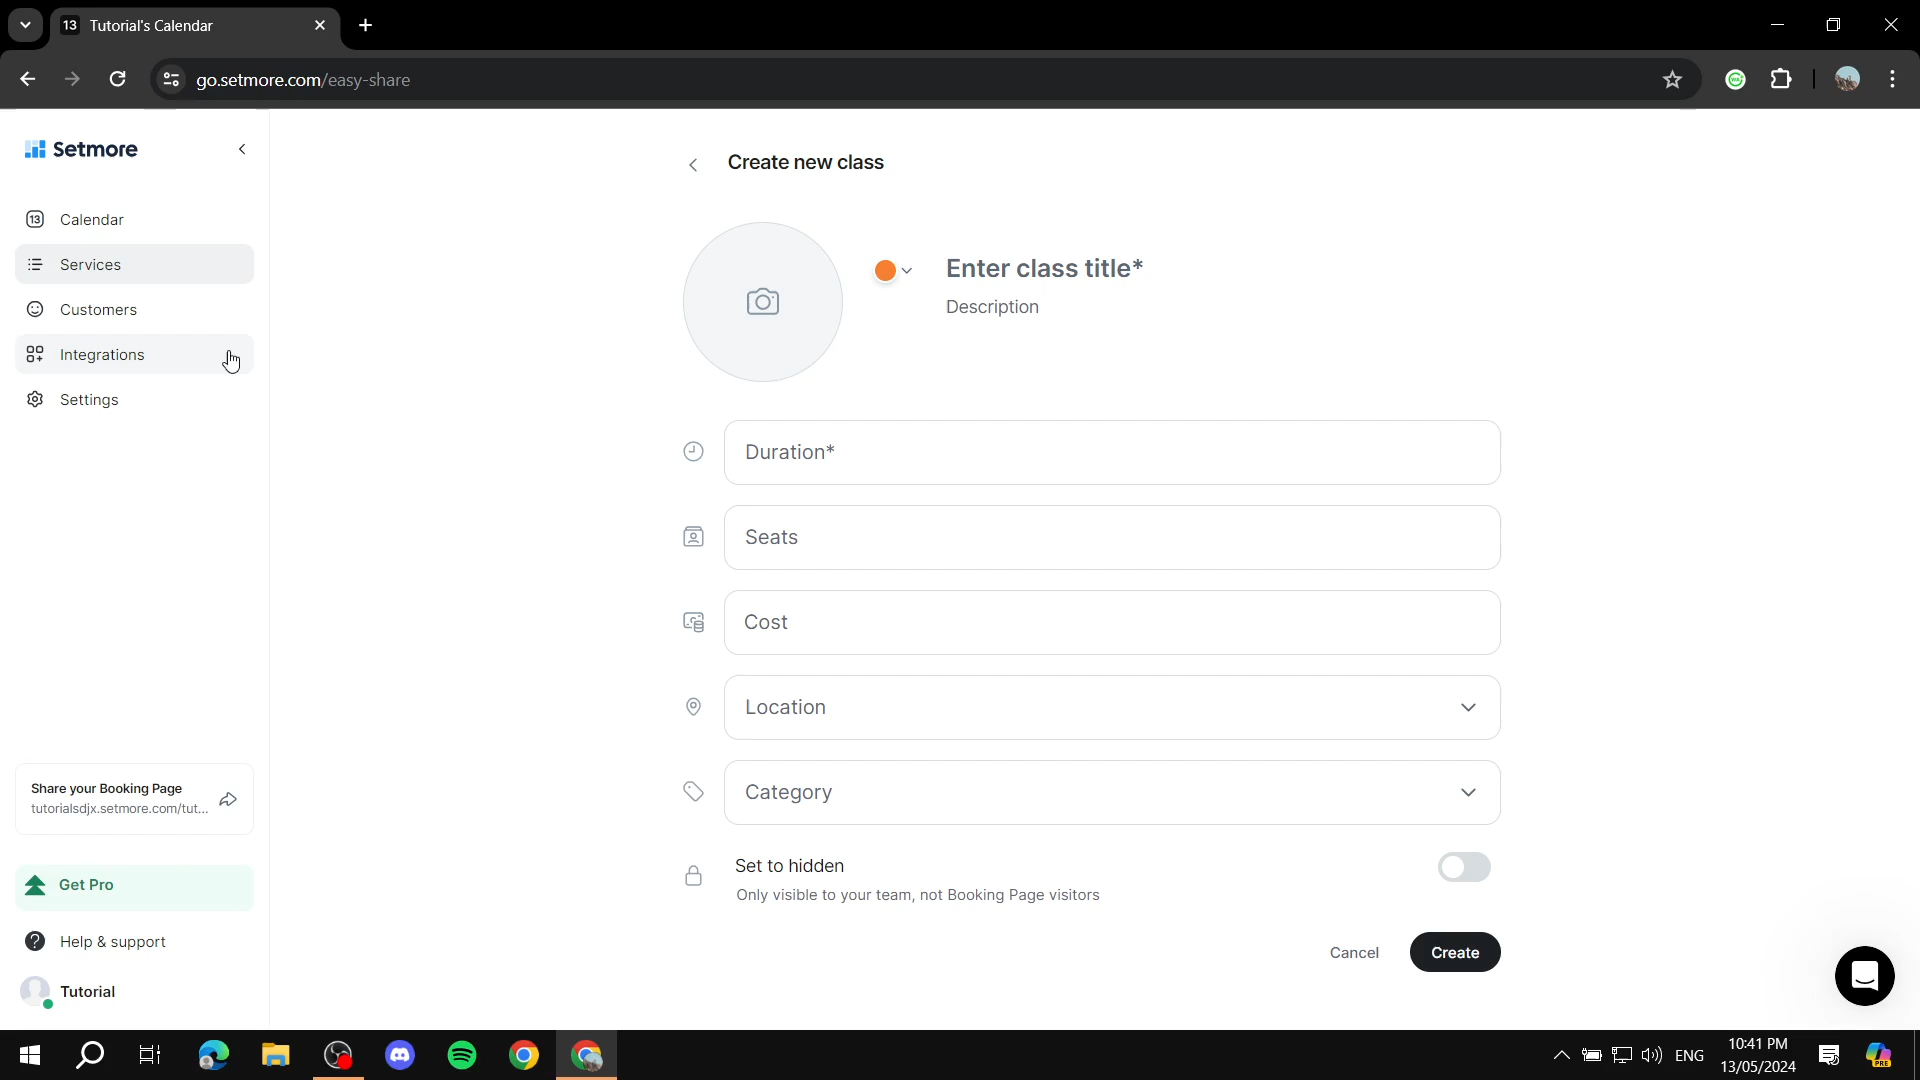 13 Tutorial's Calendar
go.setmore.com/easy-share
Setmore
13 Calendar
Services
Customers
Integrations
Settings
Share your Booking Page
tutorialsdjx.setmore.com/tut...
Get Pro
? Help & support
Tutorial
Create new class
Enter class title*
Description
Duration*
Seats
Cost
Location
Category
Set to hidden
Only visible to your team, not Booking Page visitors
Cancel
Create
ENG
10:41 PM
13/05/2024
PRE